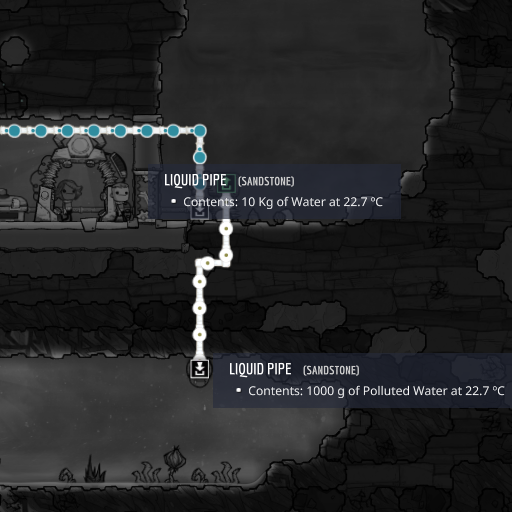 LIQUID PIPE (SANDSTONE)
• Contents: 10 Kg of Water at 22.7 ºC
LIQUID PIPE (SANDSTONE)
• Contents: 1000 g of Polluted Water at 22.7 ºC